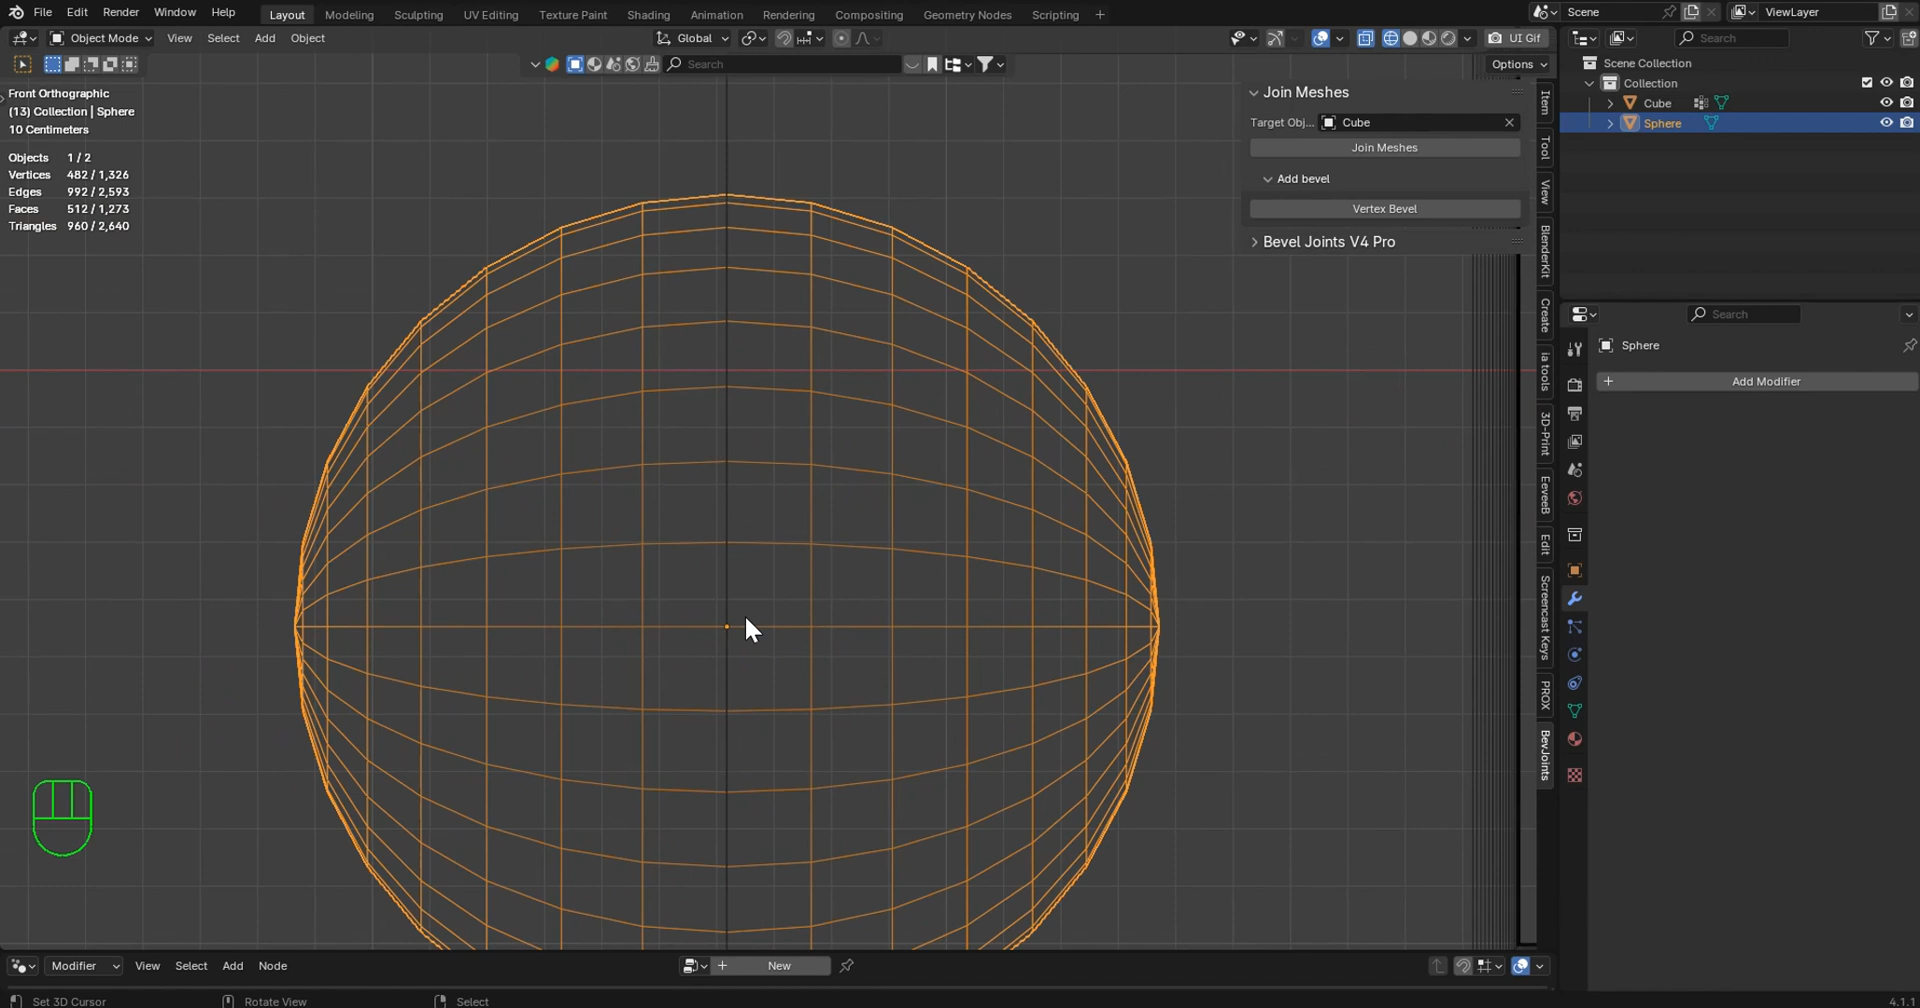 File Edit Render Window Help Layout Modeling Sculpting UV Editing Texture Paint Shading Animation Rendering Compositing Geometry Nodes Scripting + Scene ViewLayer
Object Mode View Select Add Object Global UI Gif Search
Search Options
Scene Collection
Collection
Cube
Sphere
Front Orthographic
(13) Collection | Sphere
10 Centimeters
Objects 1 / 2
Vertices 482 / 1,326
Edges 992 / 2,593
Faces 512 / 1,273
Triangles 960 / 2,640
Join Meshes
Target Obj... Cube
Join Meshes
Add bevel
Vertex Bevel
Bevel Joints V4 Pro
Item
Tool
View
BlenderKit
Create
ia tools
3D-Print
EeveeB
Edit
Screencast Keys
PROX
BevJoints
Search
Sphere
+ Add Modifier
Modifier View Select Add Node + New
Set 3D Cursor Rotate View Select 4.1.1